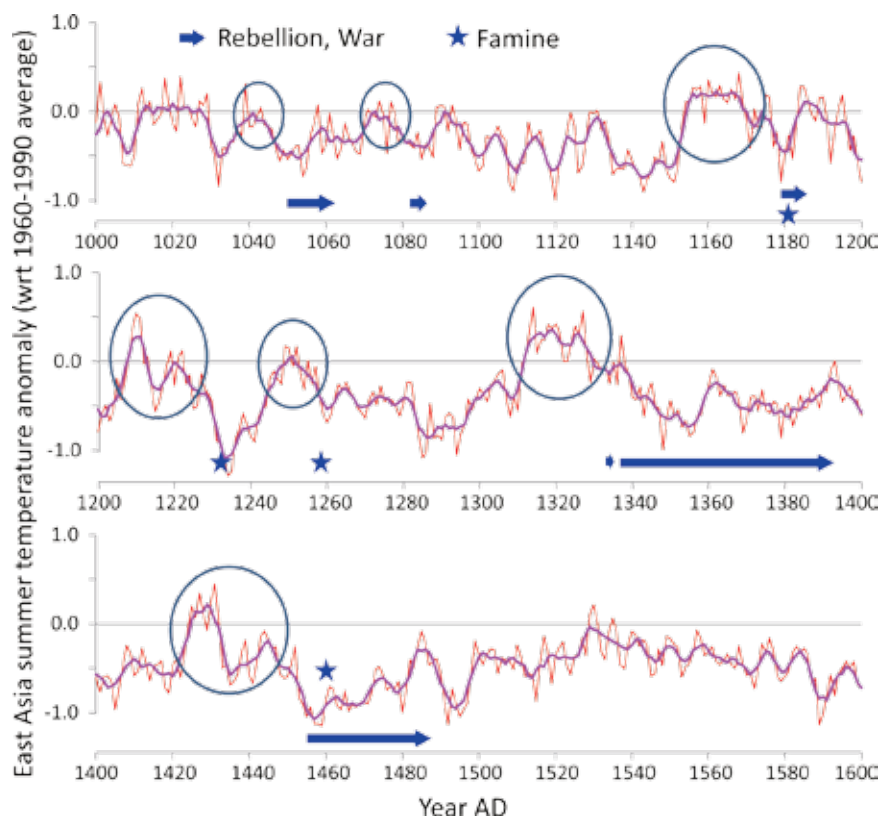 East Asia summer temperature anomaly (wrt 1960-1990 average)
Rebellion, War
Famine
1.0
0.0
-1.0
1000 1020 1040 1060 1080 1100 1120 1140 1160 1180 1200
1.0
0.0
-1.0
1200 1220 1240 1260 1280 1300 1320 1340 1360 1380 1400
1.0
0.0
-1.0
1400 1420 1440 1460 1480 1500 1520 1540 1560 1580 1600
Year AD